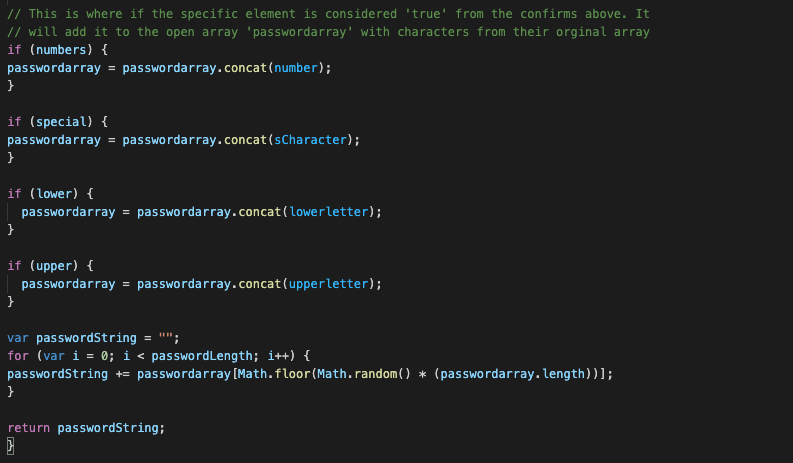 // This is where if the specific element is considered 'true' from the confirms above. It
// will add it to the open array 'passwordarray' with characters from their orginal array
if (numbers) {
passwordarray = passwordarray.concat(number);
}
if (special) {
passwordarray = passwordarray.concat(sCharacter);
}
if (lower) {
passwordarray = passwordarray.concat(lowerletter);
}
if (upper) {
passwordarray = passwordarray.concat(upperletter);
}
var passwordString = "";
for (var i = 0; i < passwordLength; i++) {
passwordString += passwordarray[Math.floor(Math.random() * (passwordarray.length))];
}
return passwordString;
}